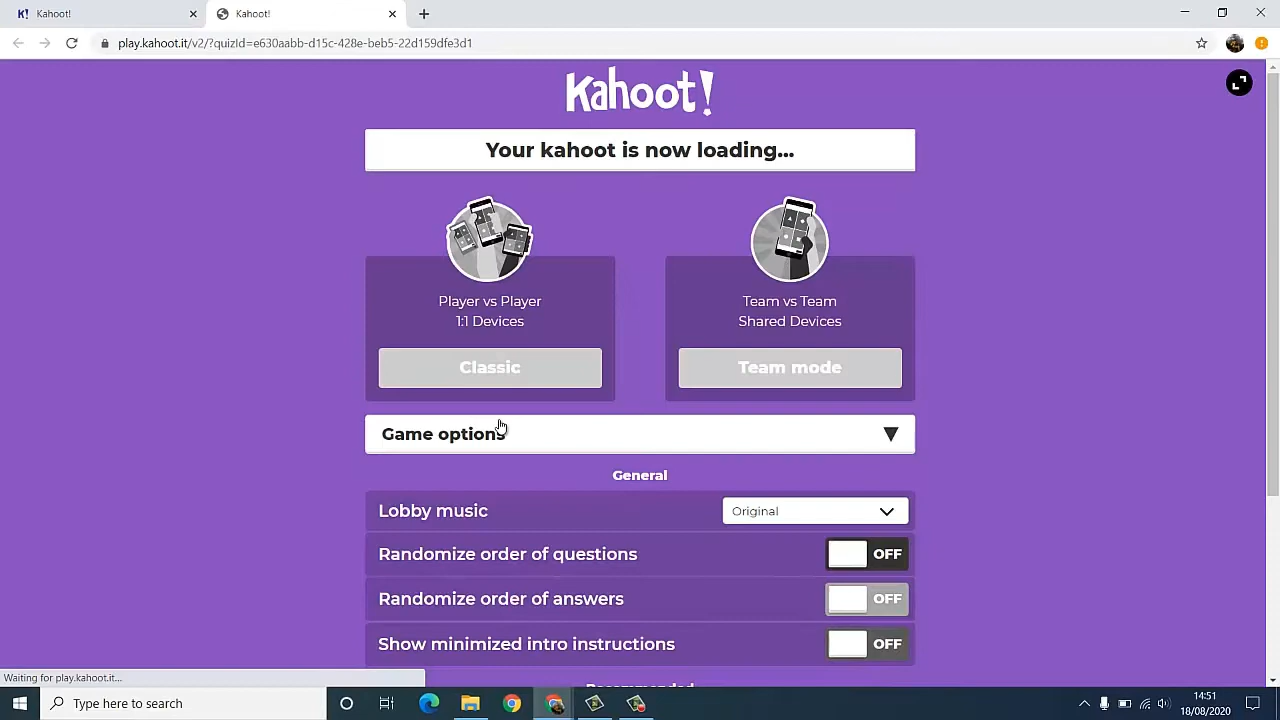 K! Kahoot!
Kahoot!
play.kahoot.it/v2/?quizId=e630aabb-d15c-428e-beb5-22d159dfe3d1
Kahoot!
Your kahoot is now loading...
Player vs Player
1:1 Devices
Classic
Team vs Team
Shared Devices
Team mode
Game options
General
Lobby music
Original
Randomize order of questions
OFF
Randomize order of answers
OFF
Show minimized intro instructions
OFF
Recommended
Waiting for play.kahoot.it...
Type here to search
14:51
18/08/2020